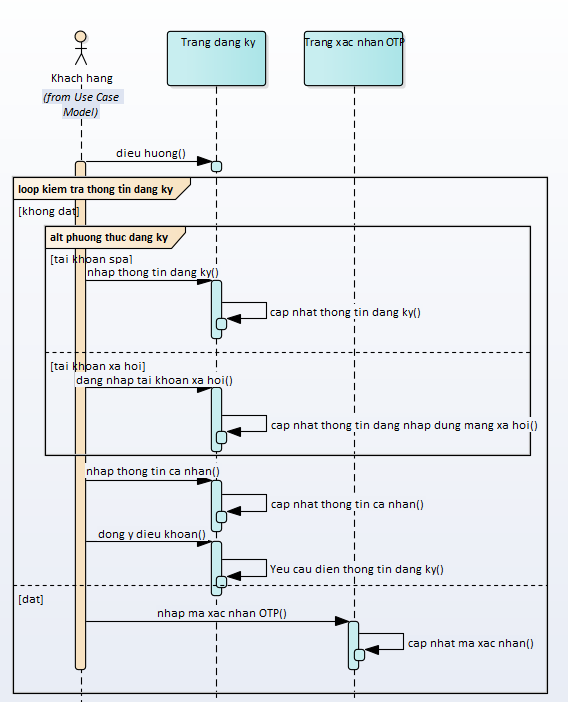 Trang dang ky
Trang xac nhan OTP
Khach hang
(from Use Case
Model)
dieu huong()
loop kiem tra thong tin dang ky
[khong dat]
alt phuong thuc dang ky
[tai khoan spa]
nhap thong tin dang ky()
cap nhat thong tin dang ky()
[tai khoan xa hoi]
dang nhap tai khoan xa hoi()
cap nhat thong tin dang nhap dung mang xa hoi()
nhap thong tin ca nhan()
cap nhat thong tin ca nhan()
dong y dieu khoan()
Yeu cau dien thong tin dang ky()
[dat]
nhap ma xac nhan OTP()
cap nhat ma xac nhan()